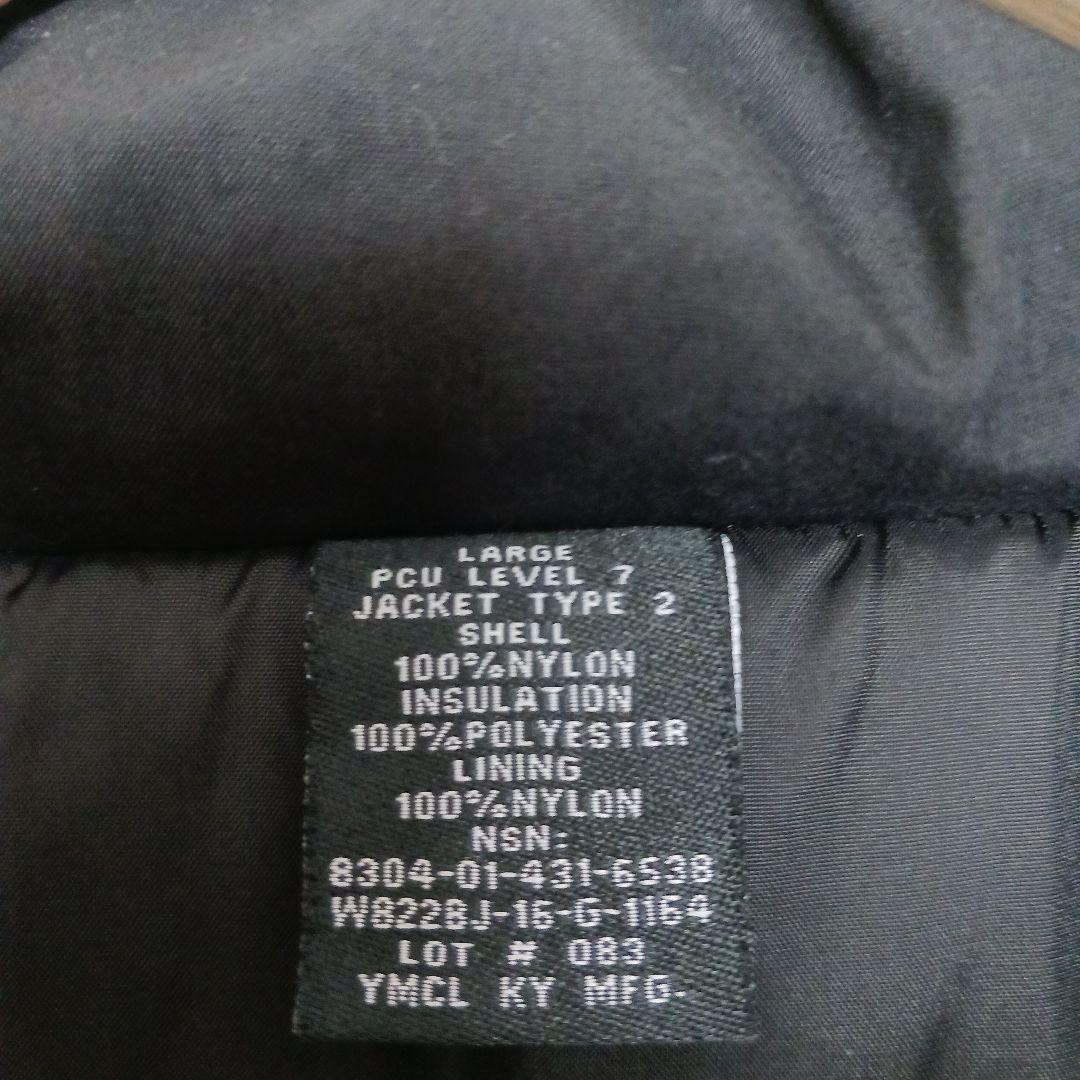 LARGE
PCU LEVEL 7
JACKET TYPE 2
SHELL
100%NYLON
INSULATION
100%POLYESTER
LINING
100%NYLON
NSN:
8304-01-431-6538
W8228J-16-G-1164
LOT # 083
YMCL KY MFG.